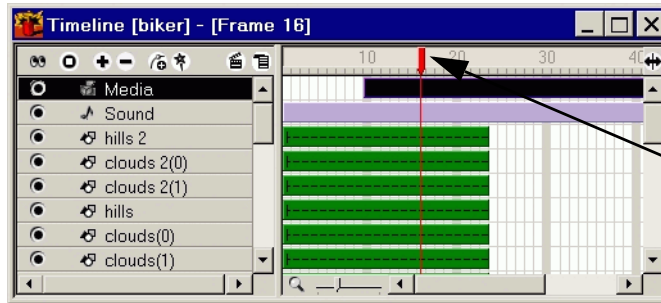 Timeline [biker] - [Frame 16]
10 20 30 40
Media
Sound
hills 2
clouds 2(0)
clouds 2(1)
hills
clouds(0)
clouds(1)